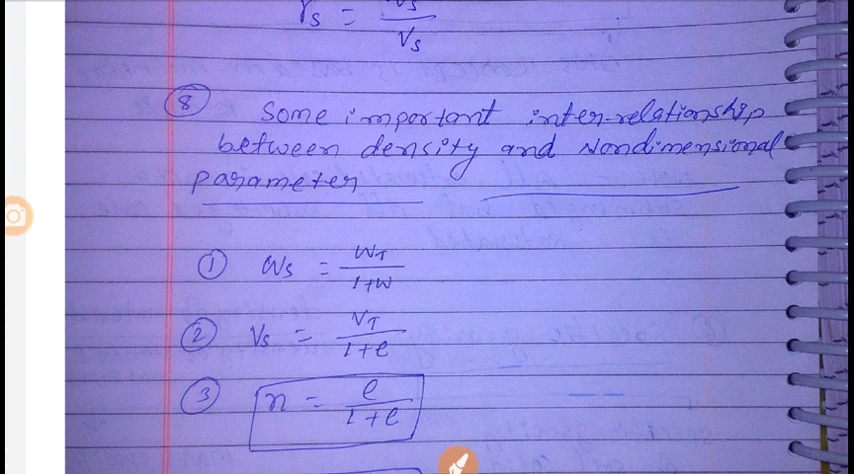 γs = Ws / Vs
⑧ Some important inter-relationship
between density and Nondimensional
parameter
① Ws = WT / 1+w
② Vs = VT / 1+e
③ n = e / 1+e